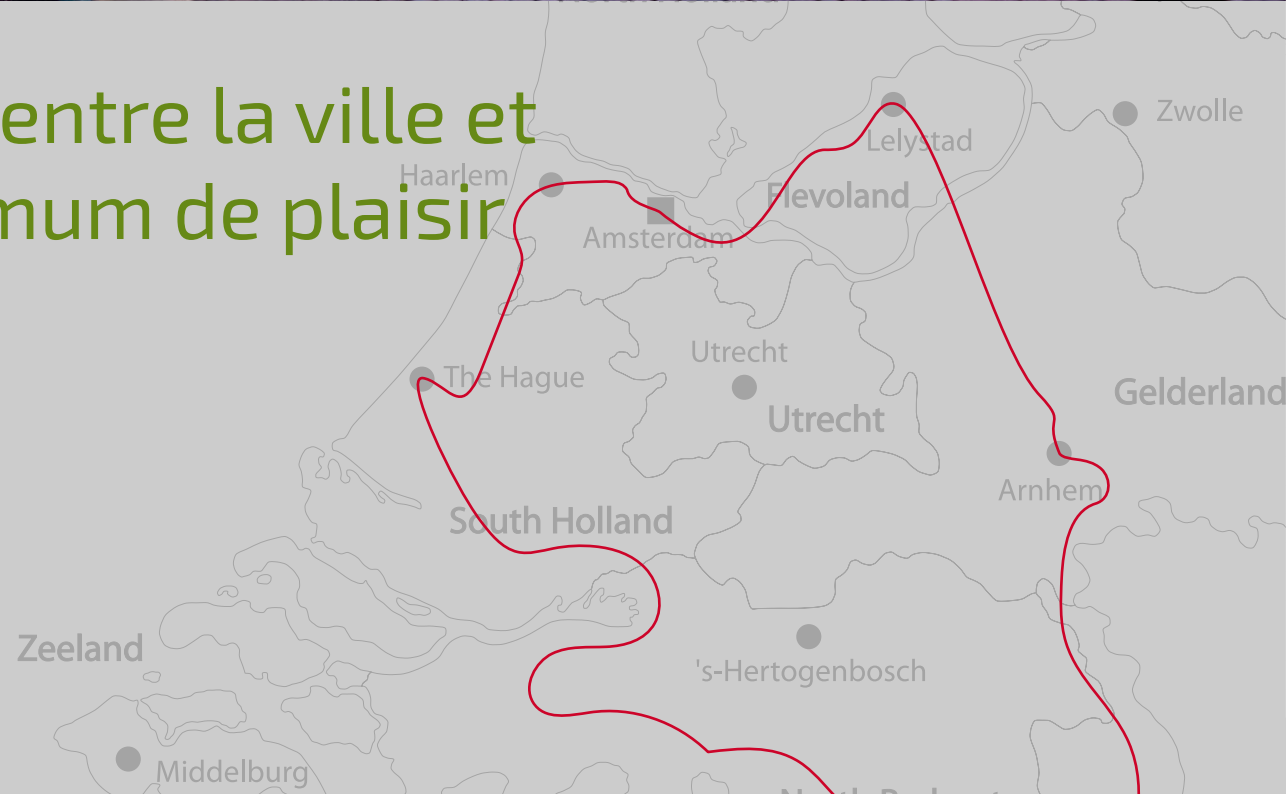 entre la ville et
mum de plaisir
Zwolle
Lelystad
Haarlem
Flevoland
Amsterdam
Utrecht
The Hague
Gelderland
Utrecht
Arnhem
South Holland
Zeeland
's-Hertogenbosch
Middelburg